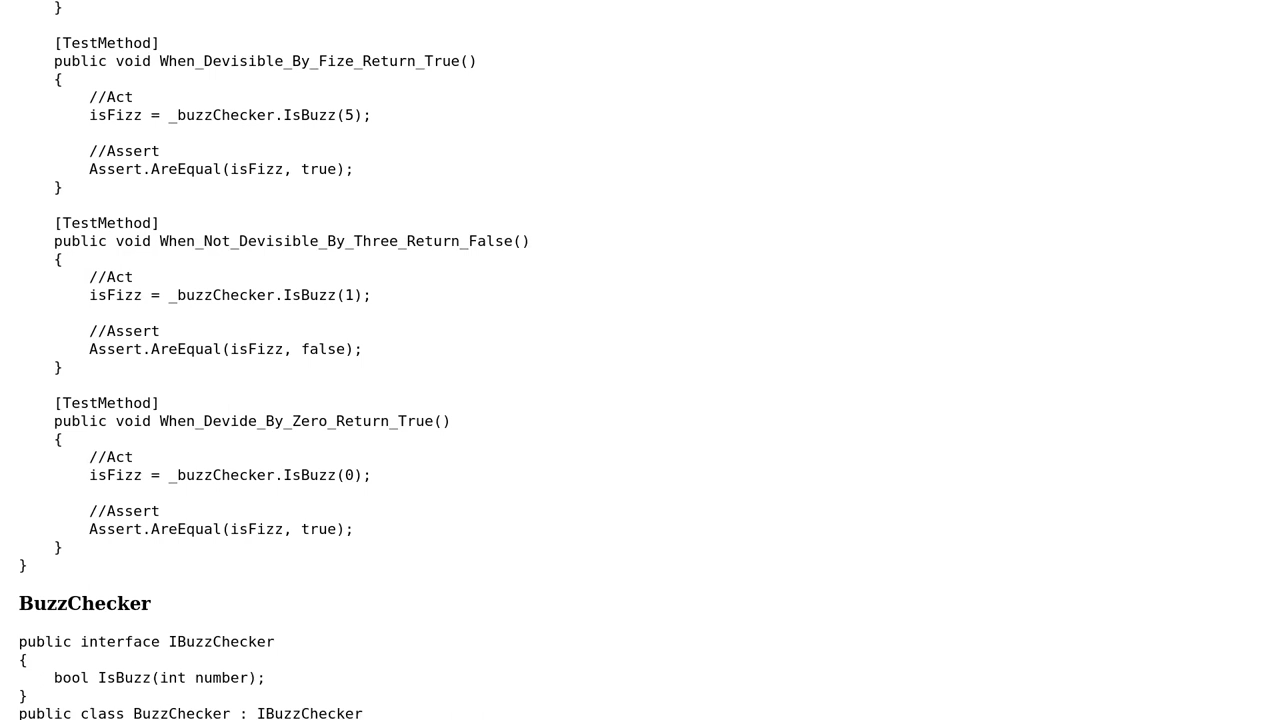 }
[TestMethod]
public void When_Devisible_By_Fize_Return_True()
{
//Act
isFizz = _buzzChecker.IsBuzz(5);
//Assert
Assert.AreEqual(isFizz, true);
}
[TestMethod]
public void When_Not_Devisible_By_Three_Return_False()
{
//Act
isFizz = _buzzChecker.IsBuzz(1);
//Assert
Assert.AreEqual(isFizz, false);
}
[TestMethod]
public void When_Devide_By_Zero_Return_True()
{
//Act
isFizz = _buzzChecker.IsBuzz(0);
//Assert
Assert.AreEqual(isFizz, true);
}
}
BuzzChecker
public interface IBuzzChecker
{
bool IsBuzz(int number);
}
public class BuzzChecker : IBuzzChecker